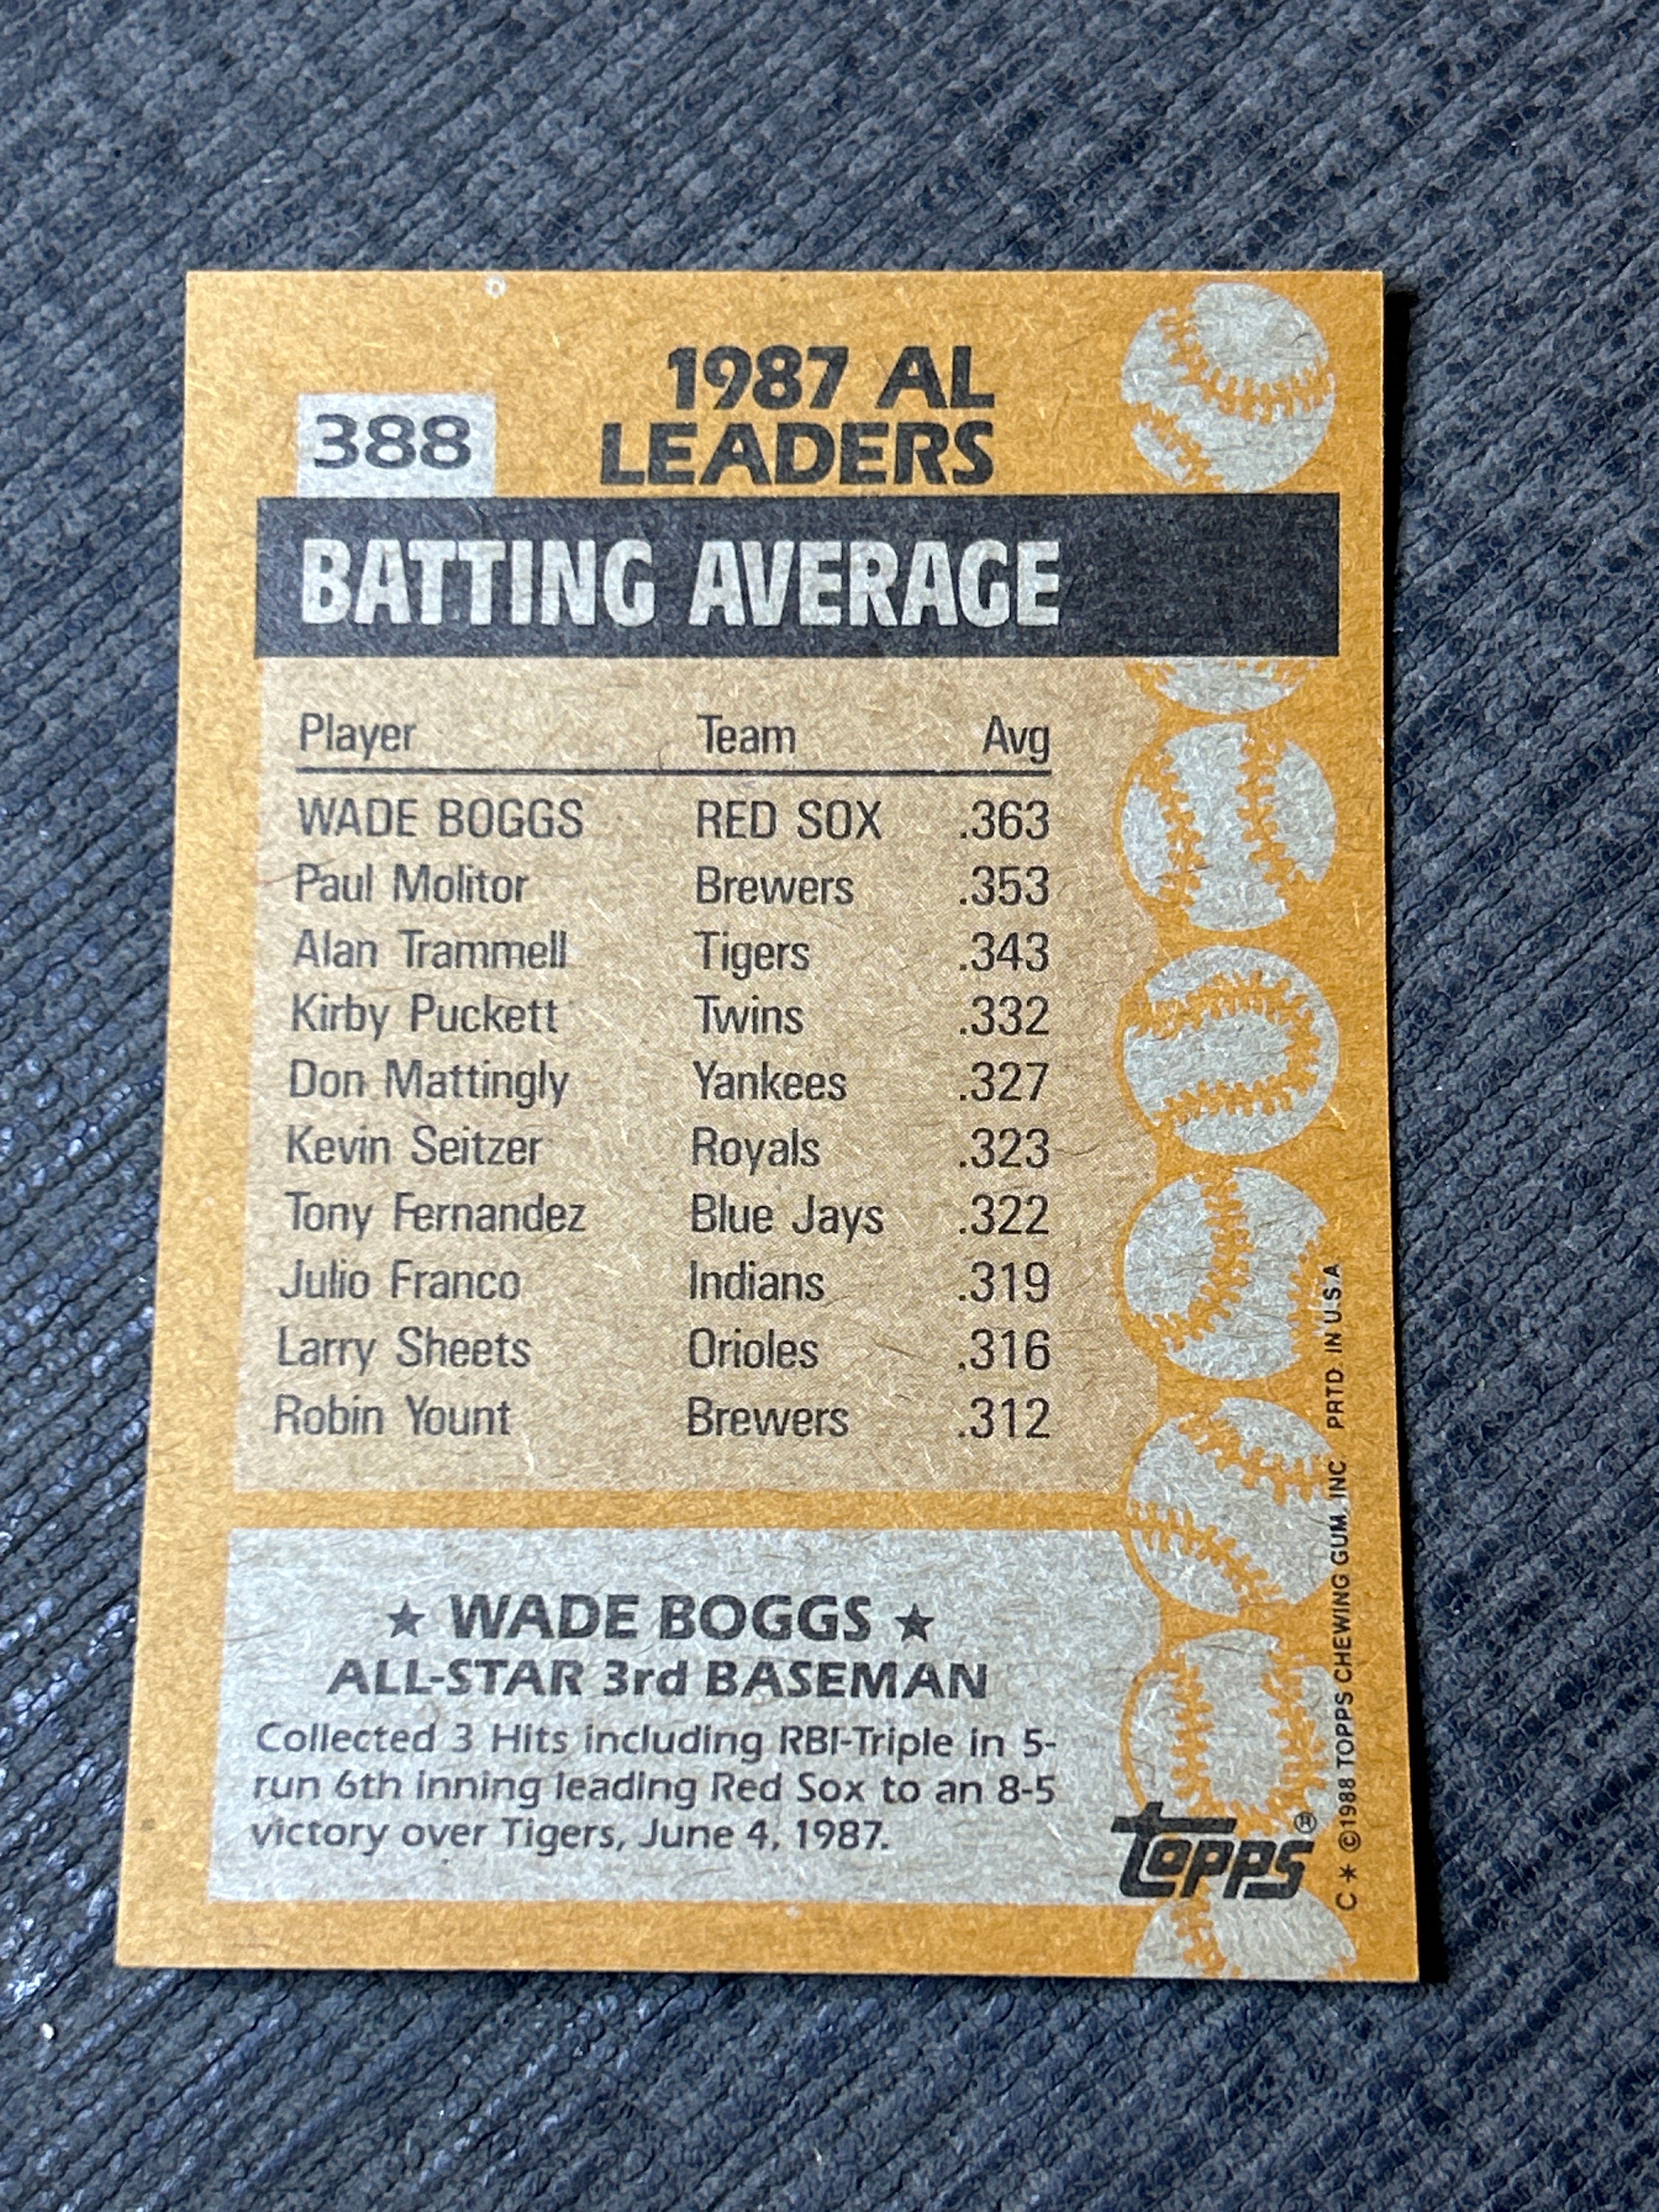 388
1987 AL
LEADERS
BATTING AVERAGE
Player Team Avg
WADE BOGGS RED SOX .363
Paul Molitor Brewers .353
Alan Trammell Tigers .343
Kirby Puckett Twins .332
Don Mattingly Yankees .327
Kevin Seitzer Royals .323
Tony Fernandez Blue Jays .322
Julio Franco Indians .319
Larry Sheets Orioles .316
Robin Yount Brewers .312
★ WADE BOGGS ★
ALL-STAR 3rd BASEMAN
Collected 3 Hits including RBI-Triple in 5-
run 6th inning leading Red Sox to an 8-5
victory over Tigers, June 4, 1987.
TOPPS®
C * ©1988 TOPPS CHEWING GUM, INC PRTD IN U.S.A